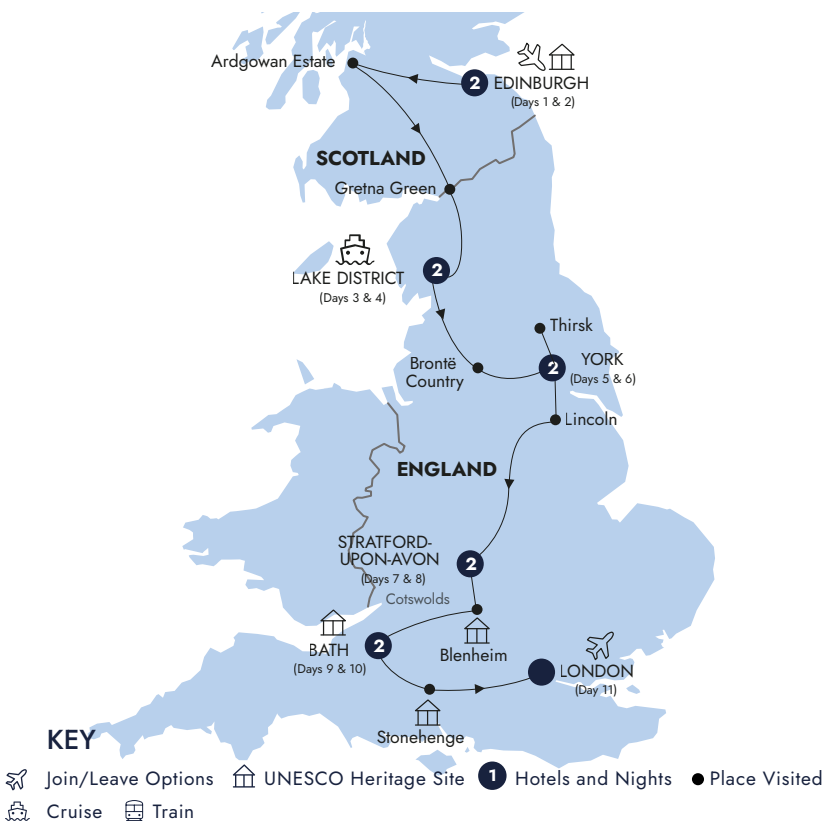 Ardgowan Estate
2
EDINBURGH
(Days 1 & 2)
SCOTLAND
Gretna Green
2
LAKE DISTRICT
(Days 3 & 4)
Thirsk
Brontë
Country
2
YORK
(Days 5 & 6)
Lincoln
ENGLAND
STRATFORD-
UPON-AVON
2
(Days 7 & 8)
Cotswolds
Blenheim
BATH
2
(Days 9 & 10)
LONDON
(Day 11)
Stonehenge
KEY
Join/Leave Options
UNESCO Heritage Site
1
Hotels and Nights
Place Visited
Cruise
Train